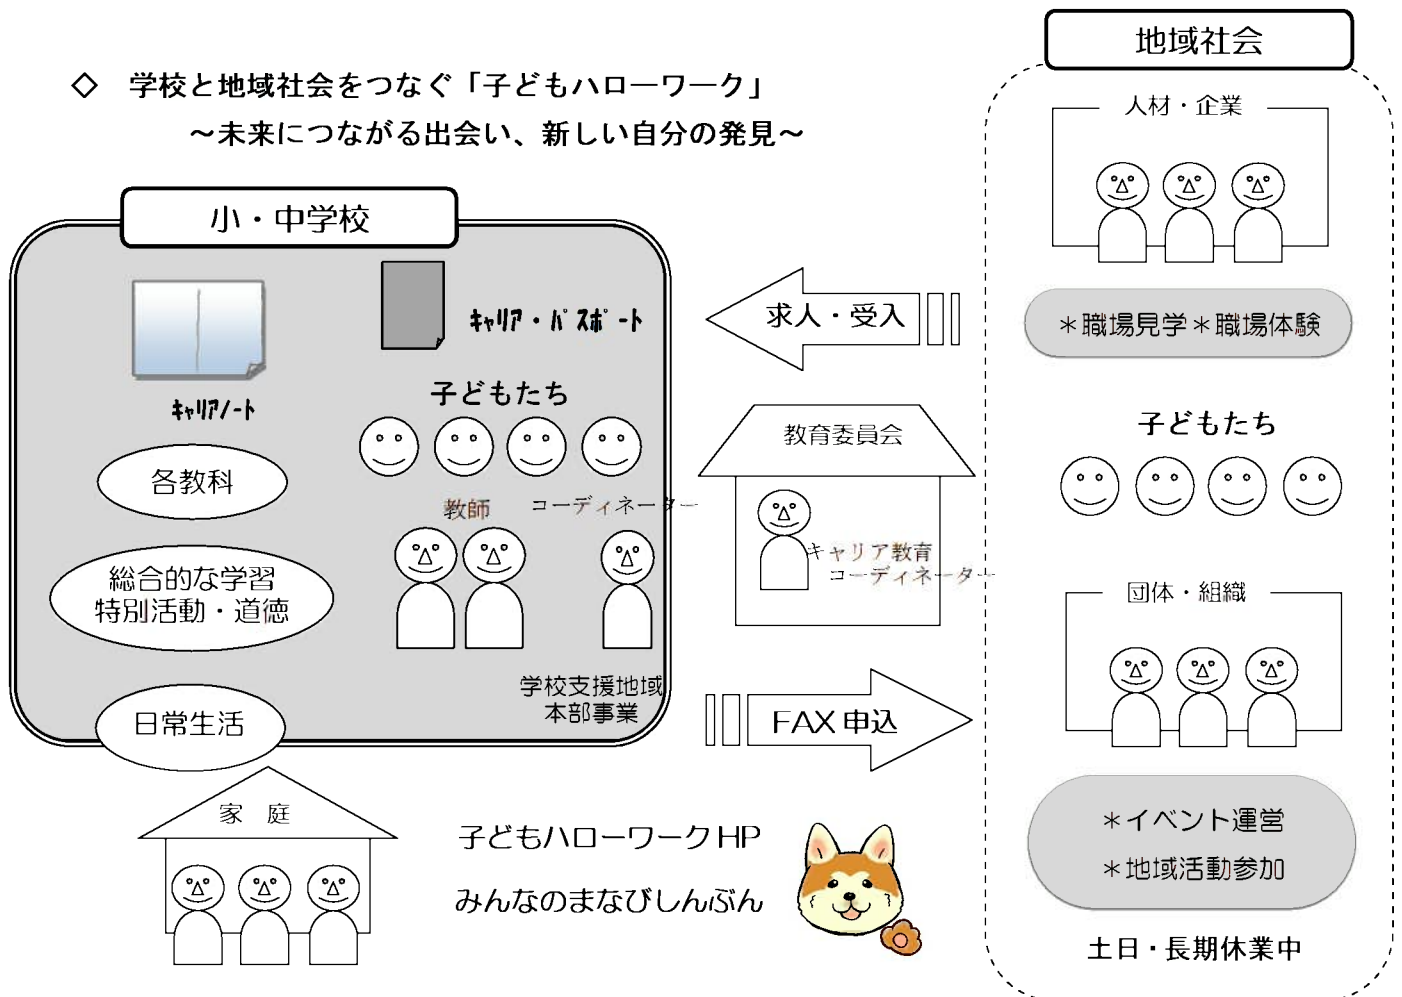 ◇ 学校と地域社会をつなぐ「子どもハローワーク」
～未来につながる出会い、新しい自分の発見～
小・中学校
キャリア・パスポート
キャリアノート
子どもたち
各教科
教師
コーディネーター
総合的な学習
特別活動・道徳
学校支援地域
本部事業
日常生活
家 庭
求人・受入
教育委員会
キャリア教育
コーディネーター
FAX 申込
子どもハローワーク HP
みんなのまなびしんぶん
地域社会
人材・企業
＊職場見学＊職場体験
子どもたち
団体・組織
＊イベント運営
＊地域活動参加
土日・長期休業中